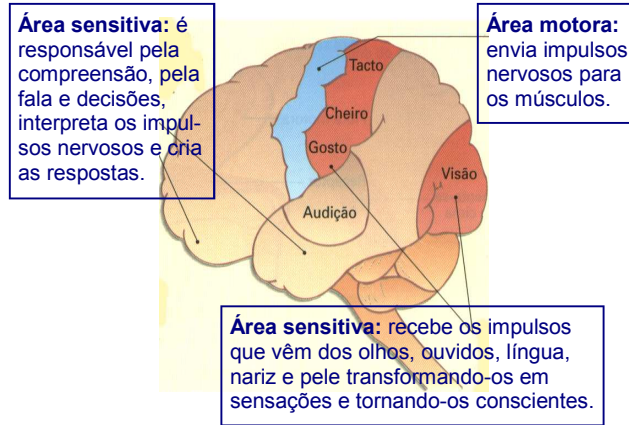 Área sensitiva: é
responsável pela
compreensão, pela
fala e decisões,
interpreta os impul-
sos nervosos e cria
as respostas.
Área motora:
envia impulsos
nervosos para
os músculos.
Tacto
Cheiro
Gosto
Visão
Audição
Área sensitiva: recebe os impulsos
que vêm dos olhos, ouvidos, língua,
nariz e pele transformando-os em
sensações e tornando-os conscientes.